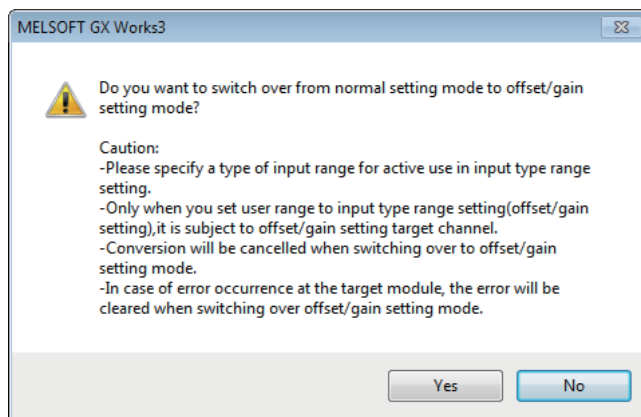 MELSOFT GX Works3
Do you want to switch over from normal setting mode to offset/gain
setting mode?
Caution:
-Please specify a type of input range for active use in input type range
setting.
-Only when you set user range to input type range setting(offset/gain
setting),it is subject to offset/gain setting target channel.
-Conversion will be cancelled when switching over to offset/gain
setting mode.
-In case of error occurrence at the target module, the error will be
cleared when switching over offset/gain setting mode.
Yes
No